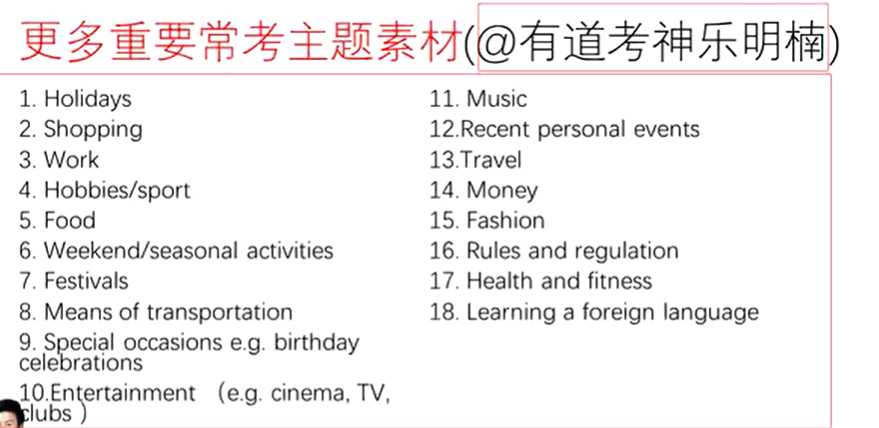 更多重要常考主题素材(@有道考神乐明楠)
1. Holidays
2. Shopping
3. Work
4. Hobbies/sport
5. Food
6. Weekend/seasonal activities
7. Festivals
8. Means of transportation
9. Special occasions e.g. birthday
celebrations
10.Entertainment （e.g. cinema, TV,
clubs ）
11. Music
12.Recent personal events
13.Travel
14. Money
15. Fashion
16. Rules and regulation
17. Health and fitness
18. Learning a foreign language